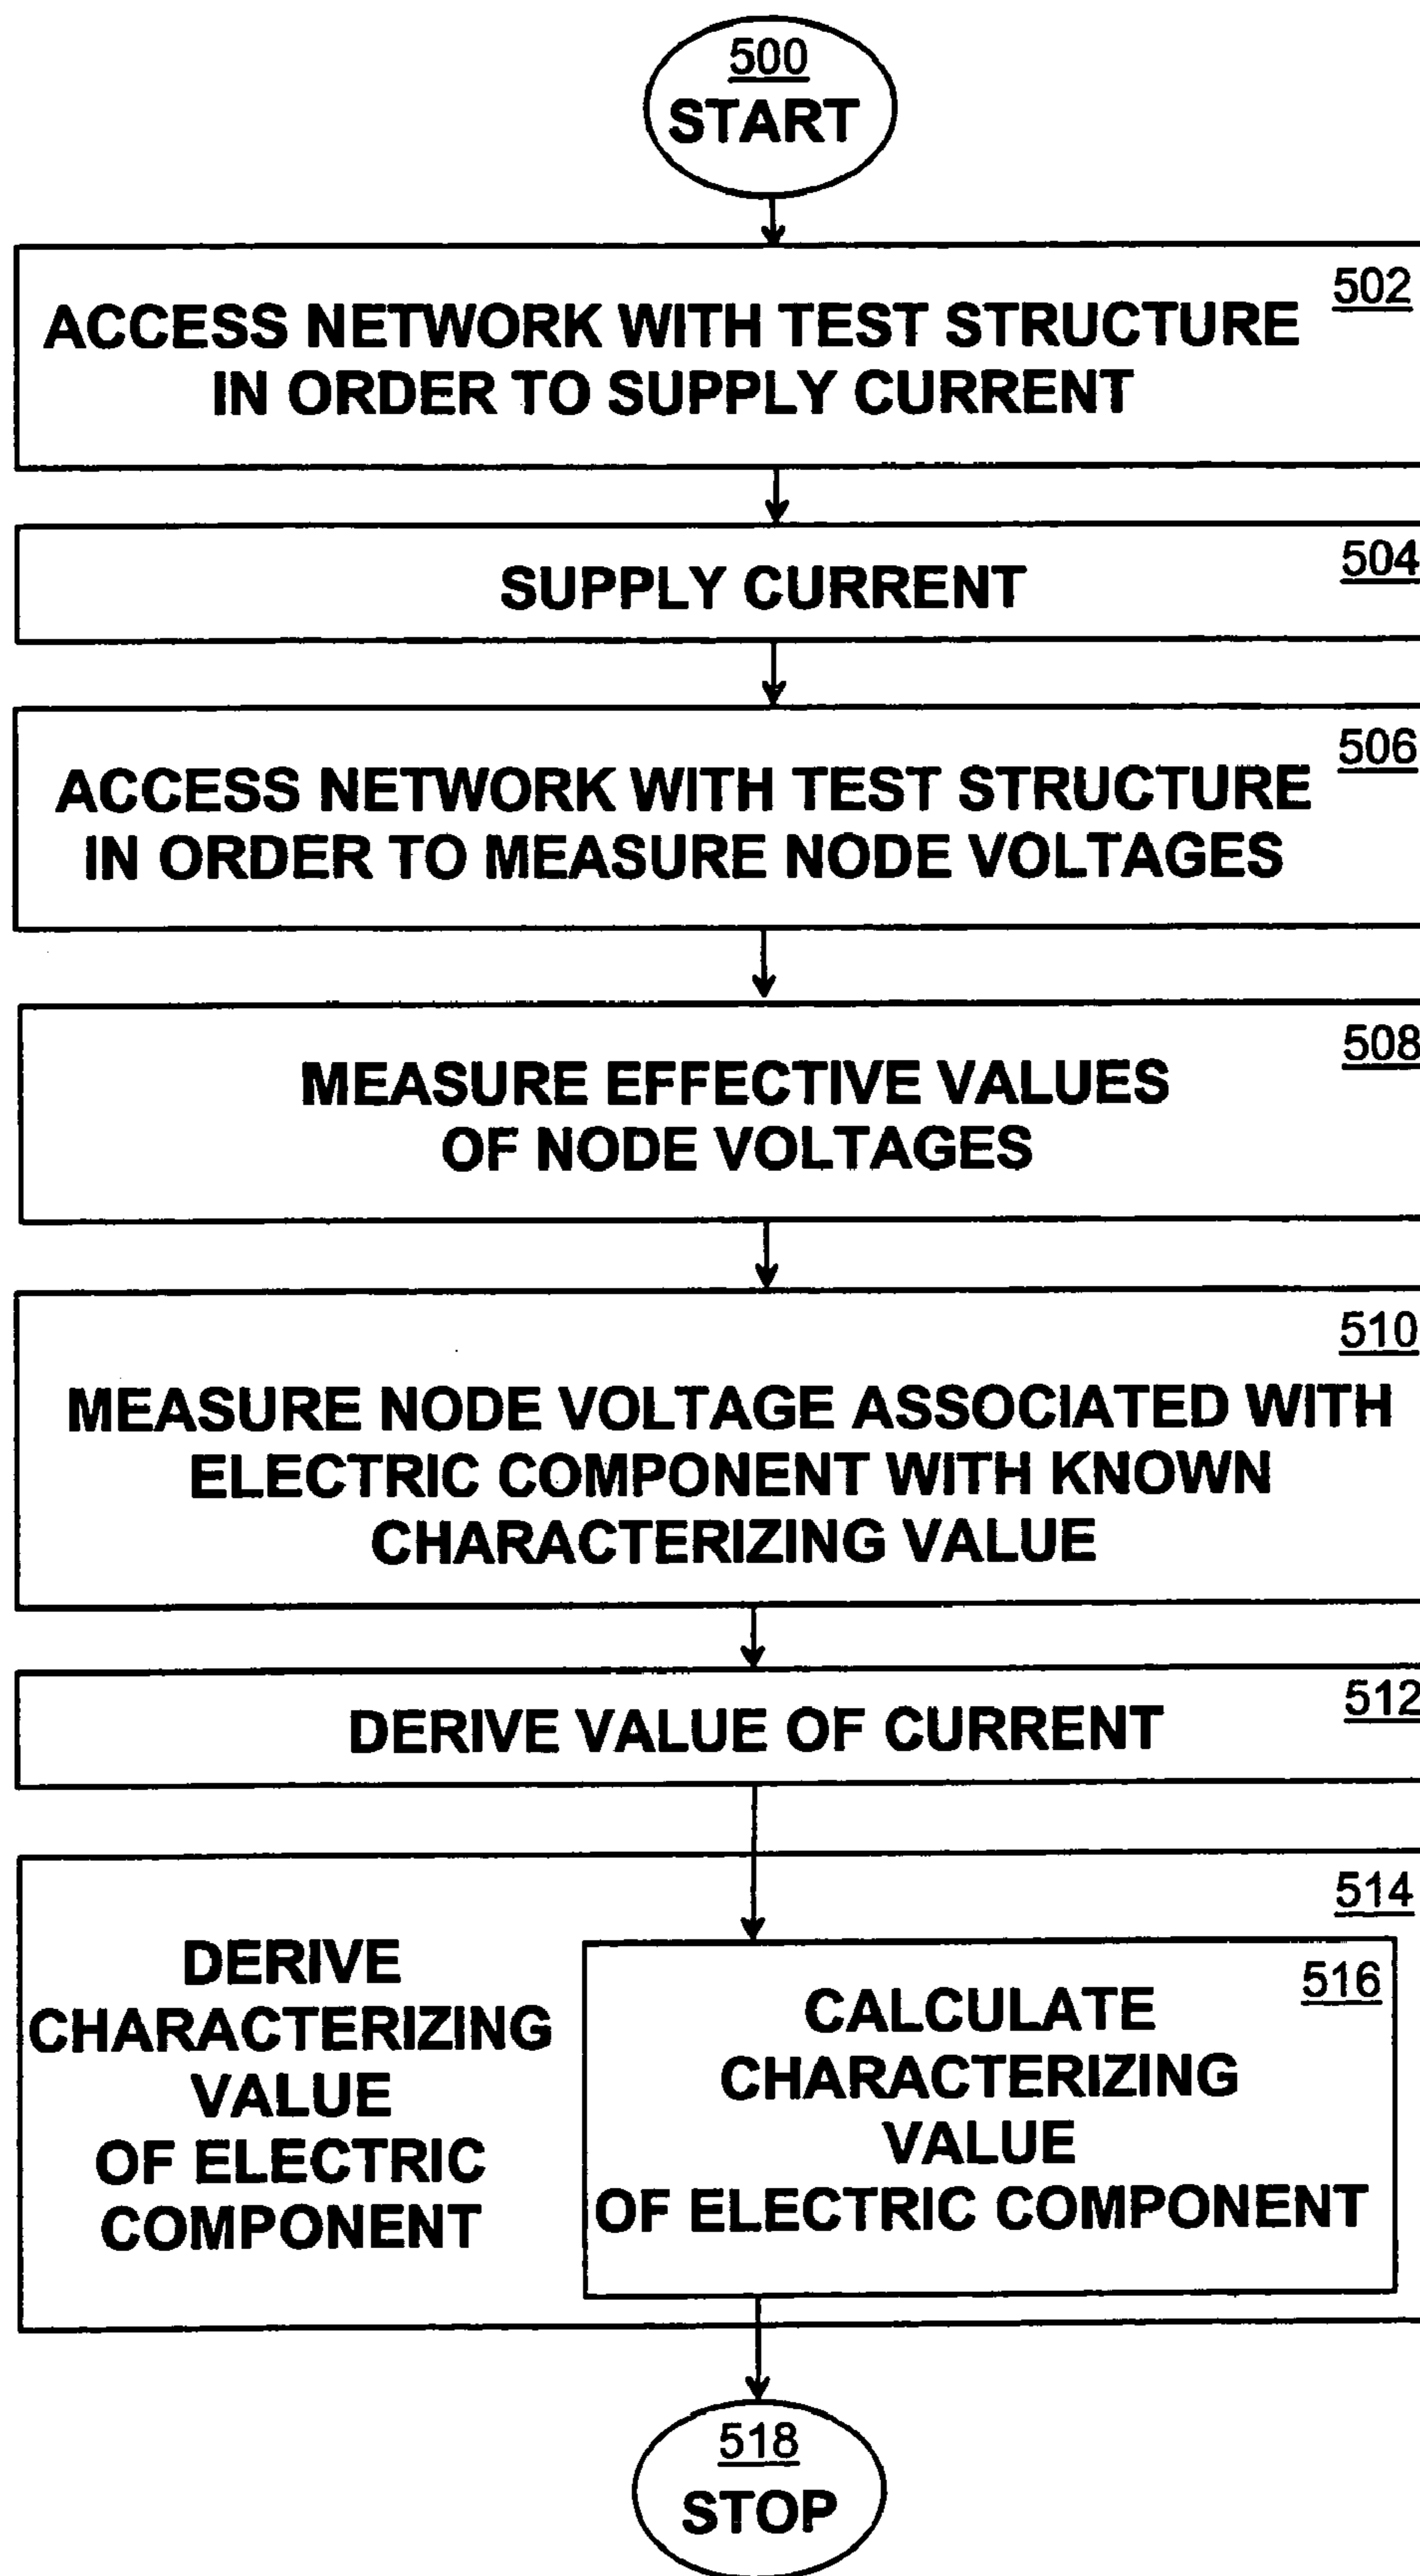 500
START
502
ACCESS NETWORK WITH TEST STRUCTURE
IN ORDER TO SUPPLY CURRENT
504
SUPPLY CURRENT
506
ACCESS NETWORK WITH TEST STRUCTURE
IN ORDER TO MEASURE NODE VOLTAGES
508
MEASURE EFFECTIVE VALUES
OF NODE VOLTAGES
510
MEASURE NODE VOLTAGE ASSOCIATED WITH
ELECTRIC COMPONENT WITH KNOWN
CHARACTERIZING VALUE
512
DERIVE VALUE OF CURRENT
514
DERIVE
CHARACTERIZING
VALUE
OF ELECTRIC
COMPONENT
516
CALCULATE
CHARACTERIZING
VALUE
OF ELECTRIC COMPONENT
518
STOP